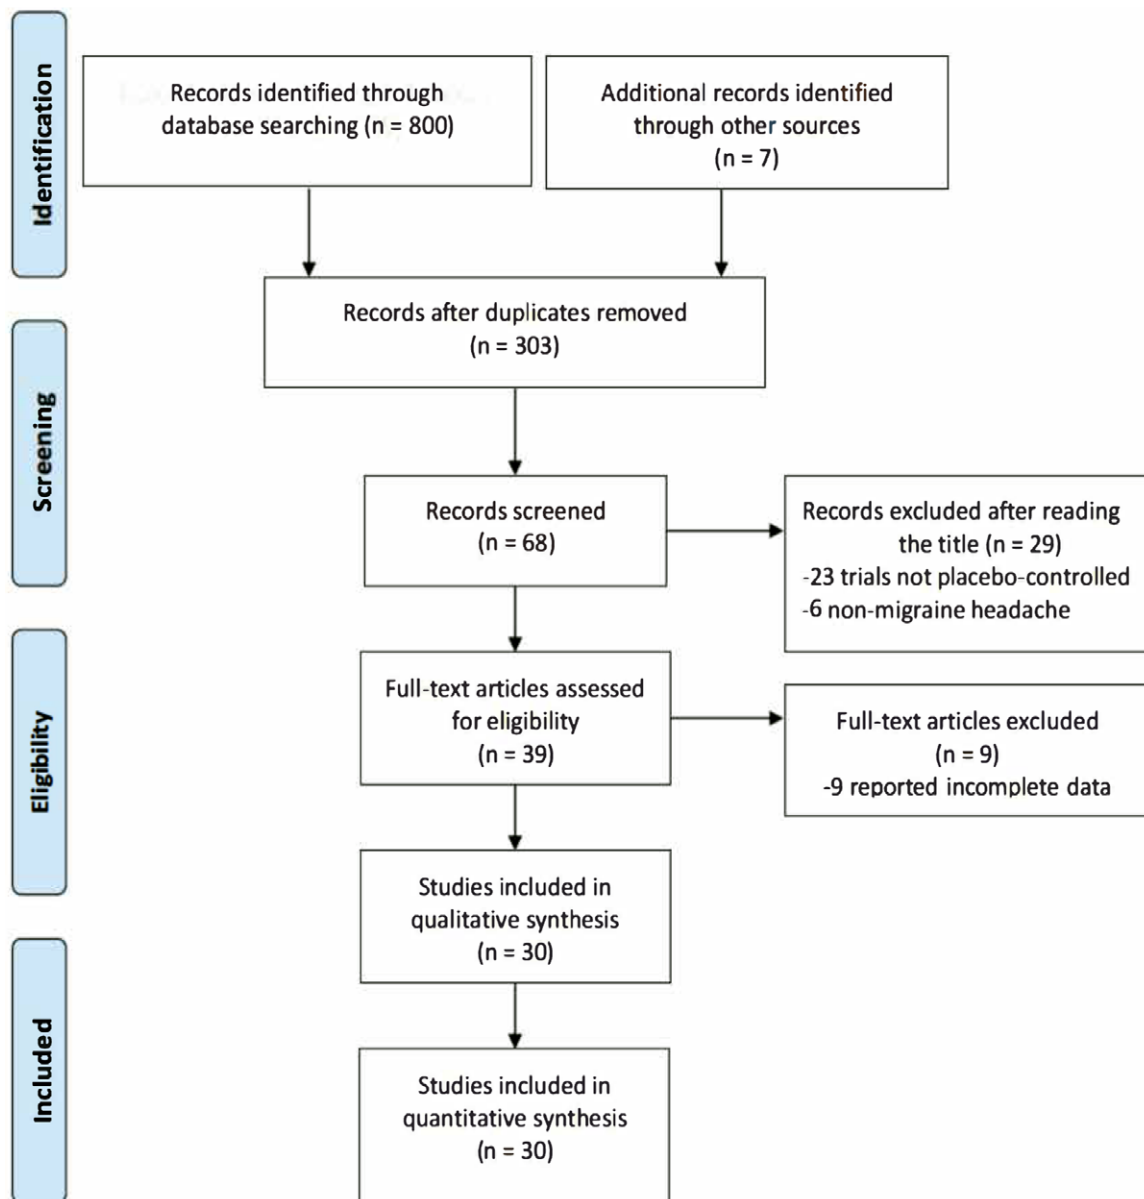 Identification
Records identified through
database searching (n = 800)
Additional records identified
through other sources
(n = 7)
Records after duplicates removed
(n = 303)
Screening
Records screened
(n = 68)
Records excluded after reading
the title (n = 29)
-23 trials not placebo-controlled
-6 non-migraine headache
Eligibility
Full-text articles assessed
for eligibility
(n = 39)
Full-text articles excluded
(n = 9)
-9 reported incomplete data
Studies included in
qualitative synthesis
(n = 30)
Included
Studies included in
quantitative synthesis
(n = 30)